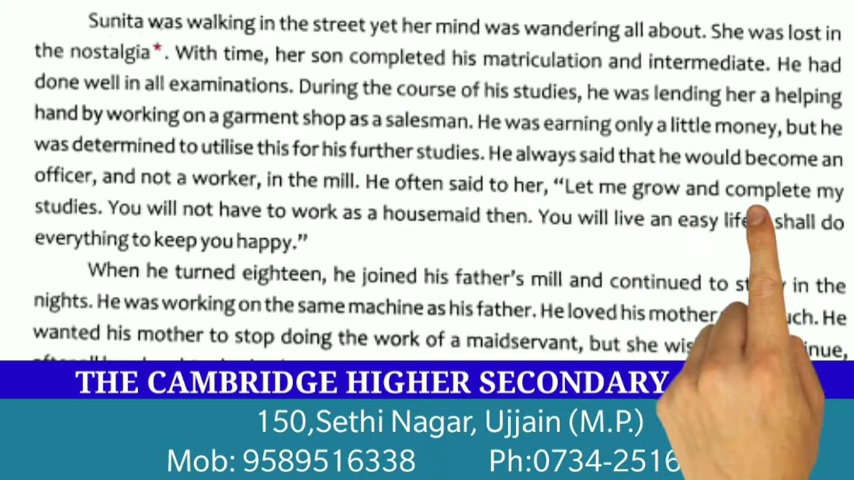 Sunita was walking in the street yet her mind was wandering all about. She was lost in
the nostalgia*. With time, her son completed his matriculation and intermediate. He had
done well in all examinations. During the course of his studies, he was lending her a helping
hand by working on a garment shop as a salesman. He was earning only a little money, but he
was determined to utilise this for his further studies. He always said that he would become an
officer, and not a worker, in the mill. He often said to her, “Let me grow and complete my
studies. You will not have to work as a housemaid then. You will live an easy life shall do
everything to keep you happy.”
When he turned eighteen, he joined his father's mill and continued to in the
nights. He was working on the same machine as his father. He loved his mother He
wanted his mother to stop doing the work of a maidservant, but she
THE CAMBRIDGE HIGHER SECONDARY
150,Sethi Nagar, Ujjain (M.P.)
Mob: 9589516338 Ph:0734-2516